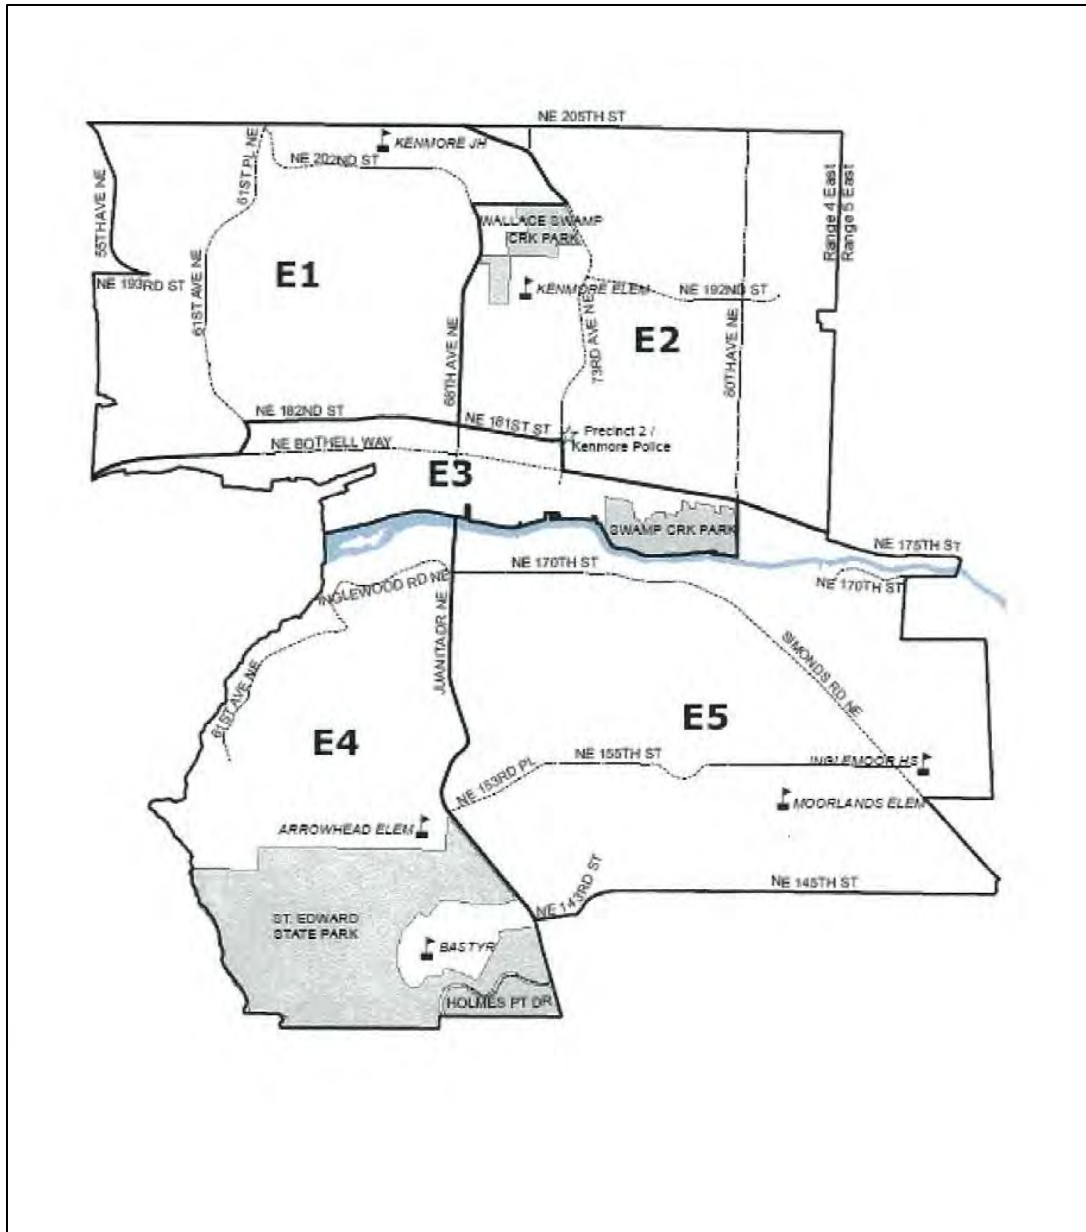 NE 205TH ST
KENMORE JH
61ST PL NE
NE 202ND ST
55TH AVE NE
Range 4 East
Range 5 East
WALLACE SWAMP
CRK PARK
NE 193RD ST
E1
61ST AVE NE
KENMORE ELEM
NE 192ND ST
73RD AVE NE
E2
80TH AVE NE
68TH AVE NE
NE 182ND ST
NE 181ST ST
Precinct 2 /
Kenmore Police
NE BOTHELL WAY
E3
SWAMP CRK PARK
NE 175TH ST
NE 170TH ST
NE 170TH ST
INGLEWOOD RD NE
JUANITA DR NE
SIMONDS RD NE
61ST AVE NE
E4
E5
NE 155TH ST
INGLEMOOR HS
NE 153RD PL
MOORLANDS ELEM
ARROWHEAD ELEM
NE 145TH ST
NE 143RD ST
ST. EDWARD
STATE PARK
BASTYR
HOLMES PT DR